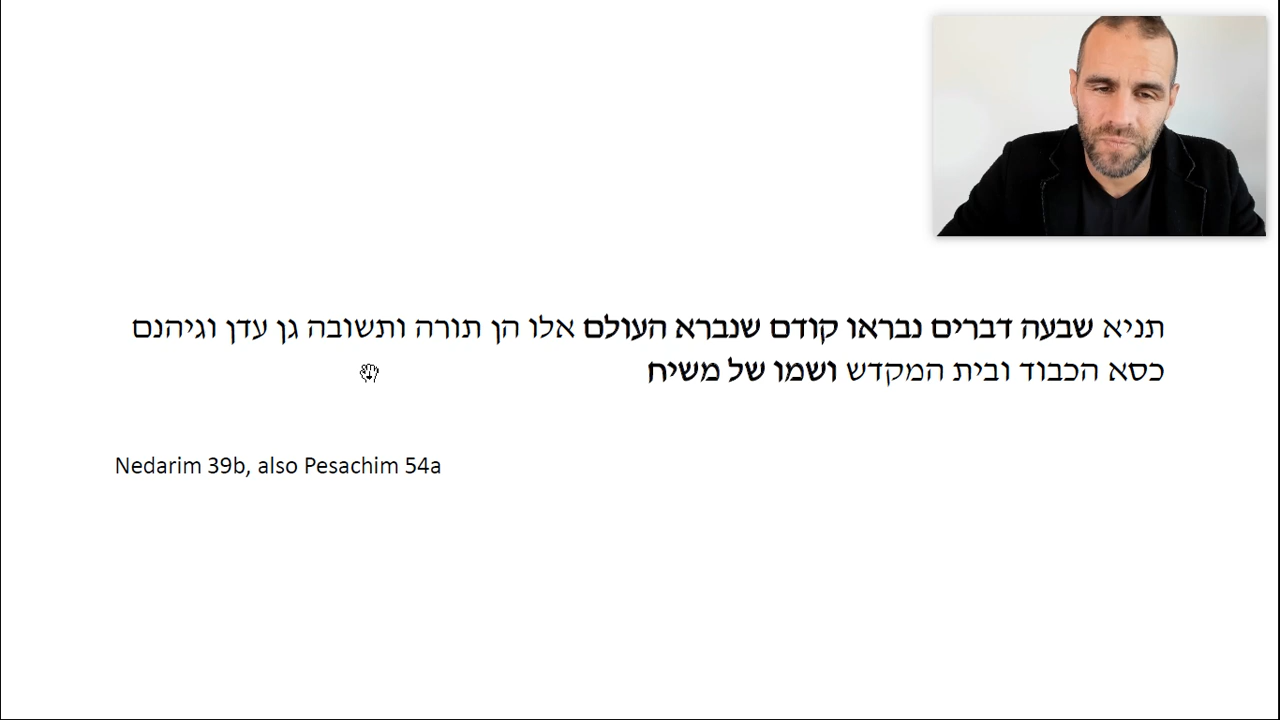 תניא שבעה דברים נבראו קודם שנברא העולם אלו הן תורה ותשובה גן עדן וגיהנם
כסא הכבוד ובית המקדש ושמו של משיח
Nedarim 39b, also Pesachim 54a